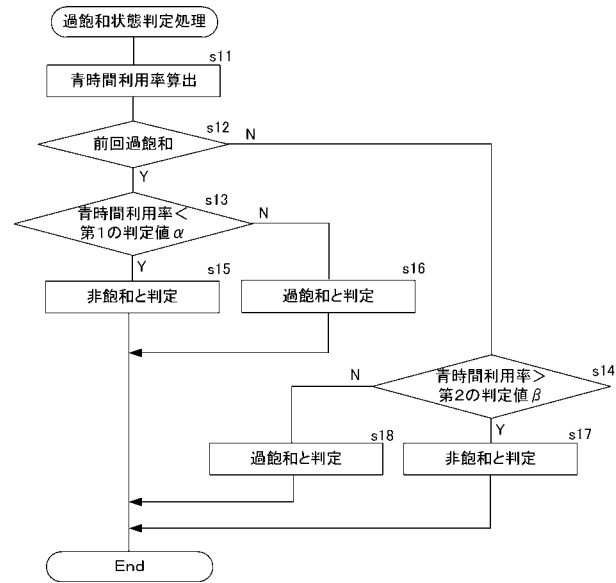 過飽和状態判定処理
s11
青時間利用率算出
s12
前回過飽和
N
Y
s13
青時間利用率<
第1の判定値α
N
Y
s15
非飽和と判定
s16
過飽和と判定
s14
青時間利用率>
第2の判定値β
N
Y
s18
過飽和と判定
s17
非飽和と判定
End